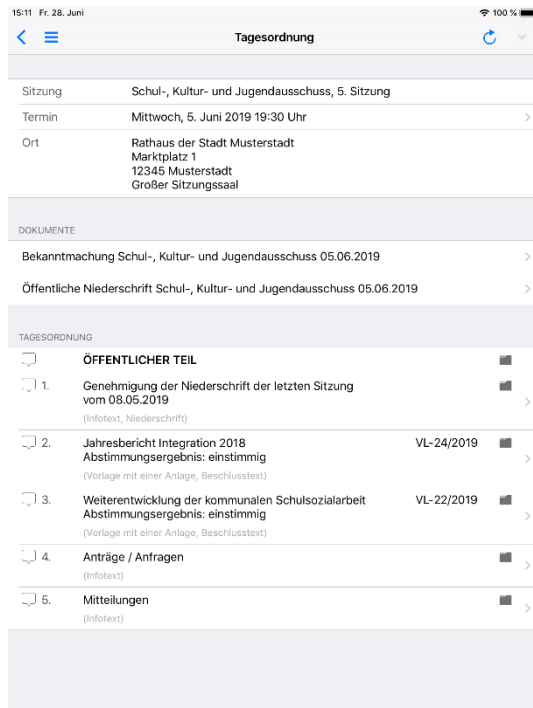 15:11 Fr. 28. Juni 100 %
Tagesordnung
Sitzung Schul-, Kultur- und Jugendausschuss, 5. Sitzung
Termin Mittwoch, 5. Juni 2019 19:30 Uhr
Ort Rathaus der Stadt Musterstadt
Marktplatz 1
12345 Musterstadt
Großer Sitzungssaal
DOKUMENTE
Bekanntmachung Schul-, Kultur- und Jugendausschuss 05.06.2019
Öffentliche Niederschrift Schul-, Kultur- und Jugendausschuss 05.06.2019
TAGESORDNUNG
ÖFFENTLICHER TEIL
1. Genehmigung der Niederschrift der letzten Sitzung
vom 08.05.2019
(Infotext, Niederschrift)
2. Jahresbericht Integration 2018 VL-24/2019
Abstimmungsergebnis: einstimmig
(Vorlage mit einer Anlage, Beschlusstext)
3. Weiterentwicklung der kommunalen Schulsozialarbeit VL-22/2019
Abstimmungsergebnis: einstimmig
(Vorlage mit einer Anlage, Beschlusstext)
4. Anträge / Anfragen
(Infotext)
5. Mitteilungen
(Infotext)